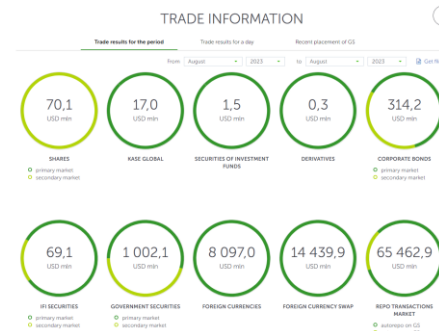 TRADE INFORMATION
Trade results for the period Trade results for a day Recent placement of GS
from August 2023 to August 2023 Get
70,1 17,0 1,5 0,3 314,2
USD mln USD mln USD mln USD mln USD mln
SHARES KASE GLOBAL SECURITIES OF INVESTMENT FUNDS DERIVATIVES CORPORATE BONDS
primary market primary market
secondary market secondary market
69,1 1 002,1 8 097,0 14 439,9 65 462,9
USD mln USD mln USD mln USD mln USD mln
IFI SECURITIES GOVERNMENT SECURITIES FOREIGN CURRENCIES FOREIGN CURRENCY SWAP REPO TRANSACTIONS MARKET
primary market primary market autorepo on GS
secondary market secondary market